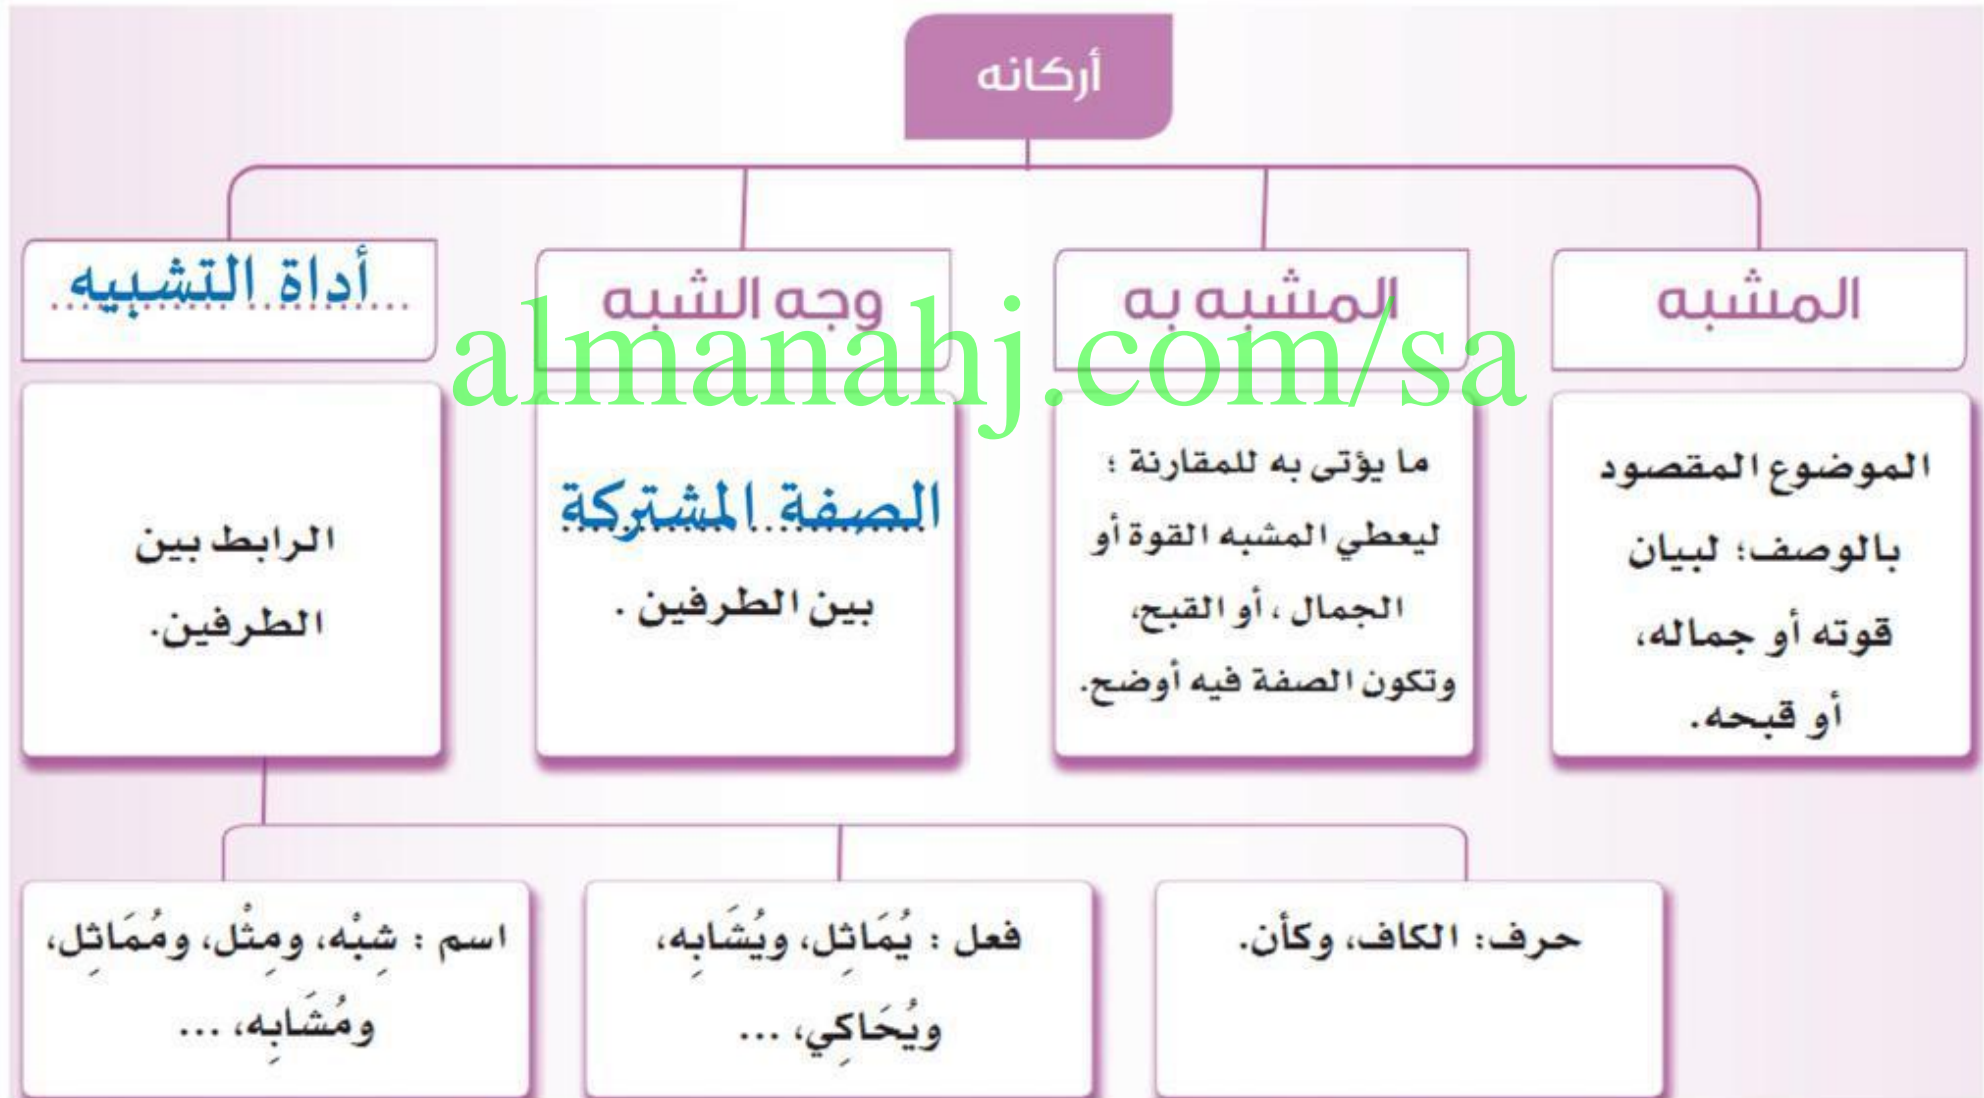 أركانه
المشبه
المشبه به
وجه الشبه
أداة التشبيه
almanahj.com/sa
الموضوع المقصود
بالوصف؛ لبيان
قوته أو جماله،
أو قبحه.
ما يؤتى به للمقارنة ؛
ليعطي المشبه القوة أو
الجمال ، أو القبح،
وتكون الصفة فيه أوضح.
الصفة المشتركة
بين الطرفين .
الرابط بين
الطرفين.
حرف: الكاف، وكأن.
فعل : يُمَاثِل، ويُشَابِه،
ويُحَاكِي، ...
اسم : شِبْه، ومِثْل، ومُمَاثِل،
ومُشَابِه، ...